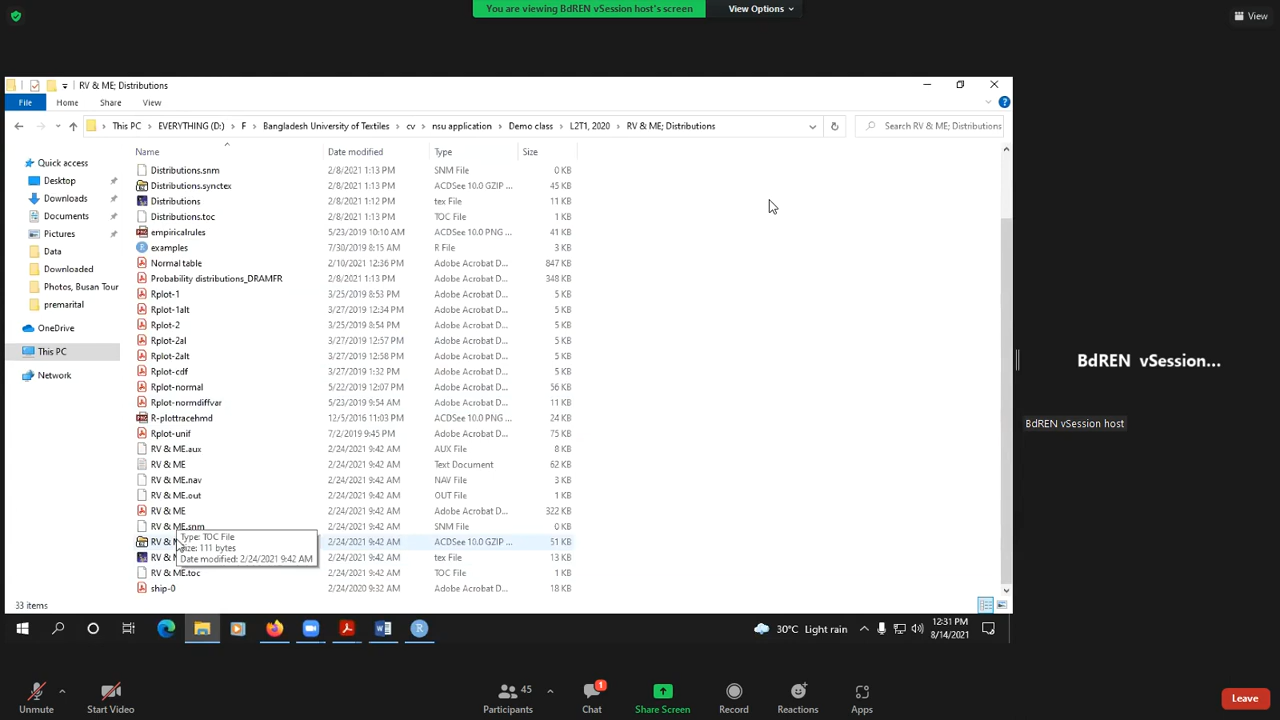 You are viewing BdREN vSession host's screen
View Options
View
RV & ME; Distributions
File Home Share View
This PC EVERYTHING (D:) F Bangladesh University of Textiles cv nsu application Demo class L2T1, 2020 RV & ME; Distributions
Search RV & ME; Distributions
Name Date modified Type Size
Quick access
Desktop
Downloads
Documents
Pictures
Data
Downloaded
Photos, Busan Tour
premarital
OneDrive
This PC
Network
Distributions.snm 2/8/2021 1:13 PM SNM File 0 KB
Distributions.synctex 2/8/2021 1:13 PM ACDSee 10.0 GZIP ... 45 KB
Distributions 2/8/2021 1:12 PM tex File 11 KB
Distributions.toc 2/8/2021 1:13 PM TOC File 1 KB
empiricalrules 5/23/2019 10:10 AM ACDSee 10.0 PNG ... 41 KB
examples 7/30/2019 8:15 AM R File 3 KB
Normal table 2/10/2021 12:36 PM Adobe Acrobat D... 847 KB
Probability distributions_DRAMFR 2/8/2021 1:13 PM Adobe Acrobat D... 348 KB
Rplot-1 3/25/2019 8:53 PM Adobe Acrobat D... 5 KB
Rplot-1alt 3/27/2019 12:34 PM Adobe Acrobat D... 5 KB
Rplot-2 3/25/2019 8:54 PM Adobe Acrobat D... 5 KB
Rplot-2al 3/27/2019 12:57 PM Adobe Acrobat D... 5 KB
Rplot-2alt 3/27/2019 12:58 PM Adobe Acrobat D... 5 KB
Rplot-cdf 3/27/2019 1:32 PM Adobe Acrobat D... 5 KB
Rplot-normal 5/22/2019 12:07 PM Adobe Acrobat D... 56 KB
Rplot-normdiffvar 5/23/2019 9:54 AM Adobe Acrobat D... 11 KB
R-plottracehmd 12/5/2016 11:03 PM ACDSee 10.0 PNG ... 24 KB
Rplot-unif 7/2/2019 9:45 PM Adobe Acrobat D... 75 KB
RV & ME.aux 2/24/2021 9:42 AM AUX File 8 KB
RV & ME 2/24/2021 9:42 AM Text Document 62 KB
RV & ME.nav 2/24/2021 9:42 AM NAV File 3 KB
RV & ME.out 2/24/2021 9:42 AM OUT File 1 KB
RV & ME 2/24/2021 9:42 AM Adobe Acrobat D... 322 KB
RV & ME.snm 2/24/2021 9:42 AM SNM File 0 KB
RV & M 2/24/2021 9:42 AM ACDSee 10.0 GZIP ... 51 KB
RV & M 2/24/2021 9:42 AM tex File 13 KB
RV & ME.toc 2/24/2021 9:42 AM TOC File 1 KB
ship-0 2/24/2020 9:32 AM Adobe Acrobat D... 18 KB
Type: TOC File
Size: 111 bytes
Date modified: 2/24/2021 9:42 AM
33 items
30°C Light rain
12:31 PM
8/14/2021
BdREN vSession...
BdREN vSession host
Unmute
Start Video
Participants 45
Chat 1
Share Screen
Record
Reactions
Apps
Leave